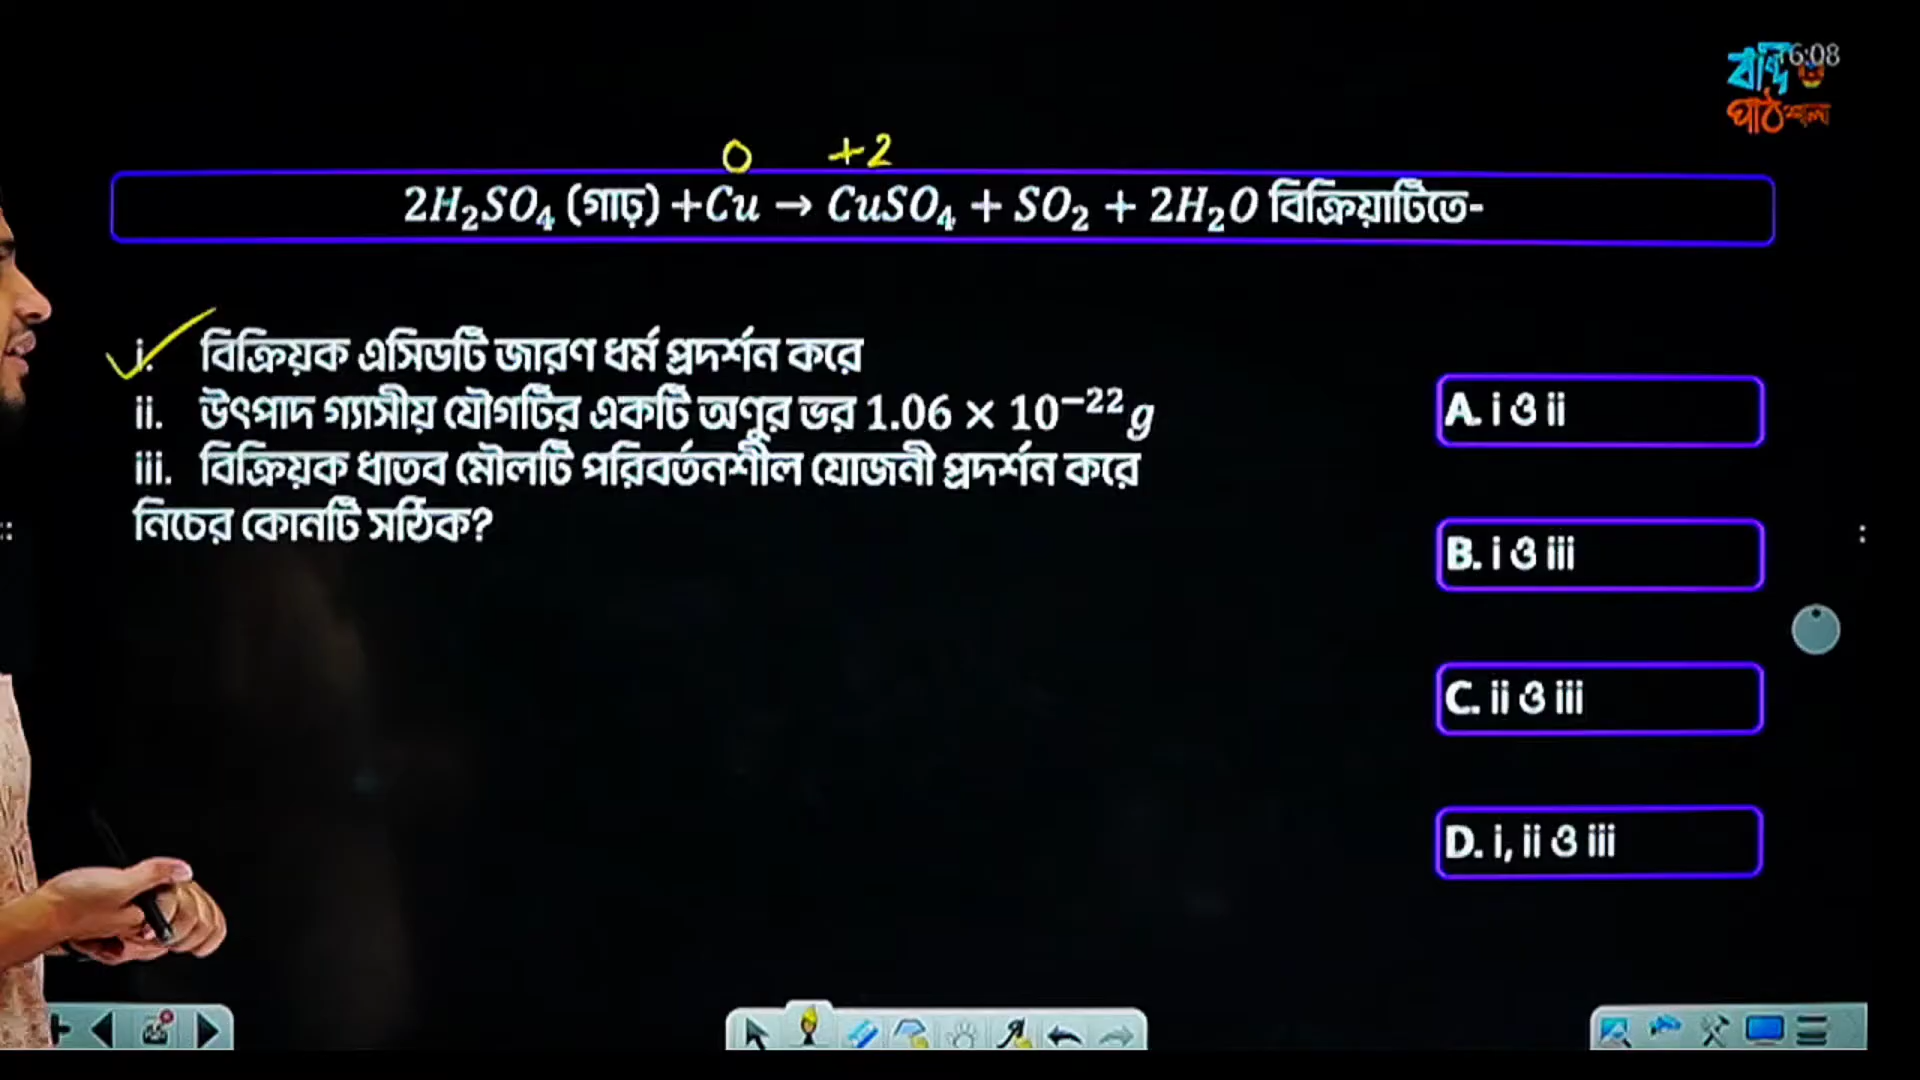 6:08
বন্দি
পাঠশালা
0 +2
2H₂SO₄ (গাঢ়) +Cu → CuSO₄ + SO₂ + 2H₂O বিক্রিয়াটিতে-
i. বিক্রিয়ক এসিডটি জারণ ধর্ম প্রদর্শন করে
ii. উৎপাদ গ্যাসীয় যৌগটির একটি অণুর ভর 1.06 × 10⁻²² g
iii. বিক্রিয়ক ধাতব মৌলটি পরিবর্তনশীল যোজনী প্রদর্শন করে
নিচের কোনটি সঠিক?
A. i ও ii
B. i ও iii
C. ii ও iii
D. i, ii ও iii